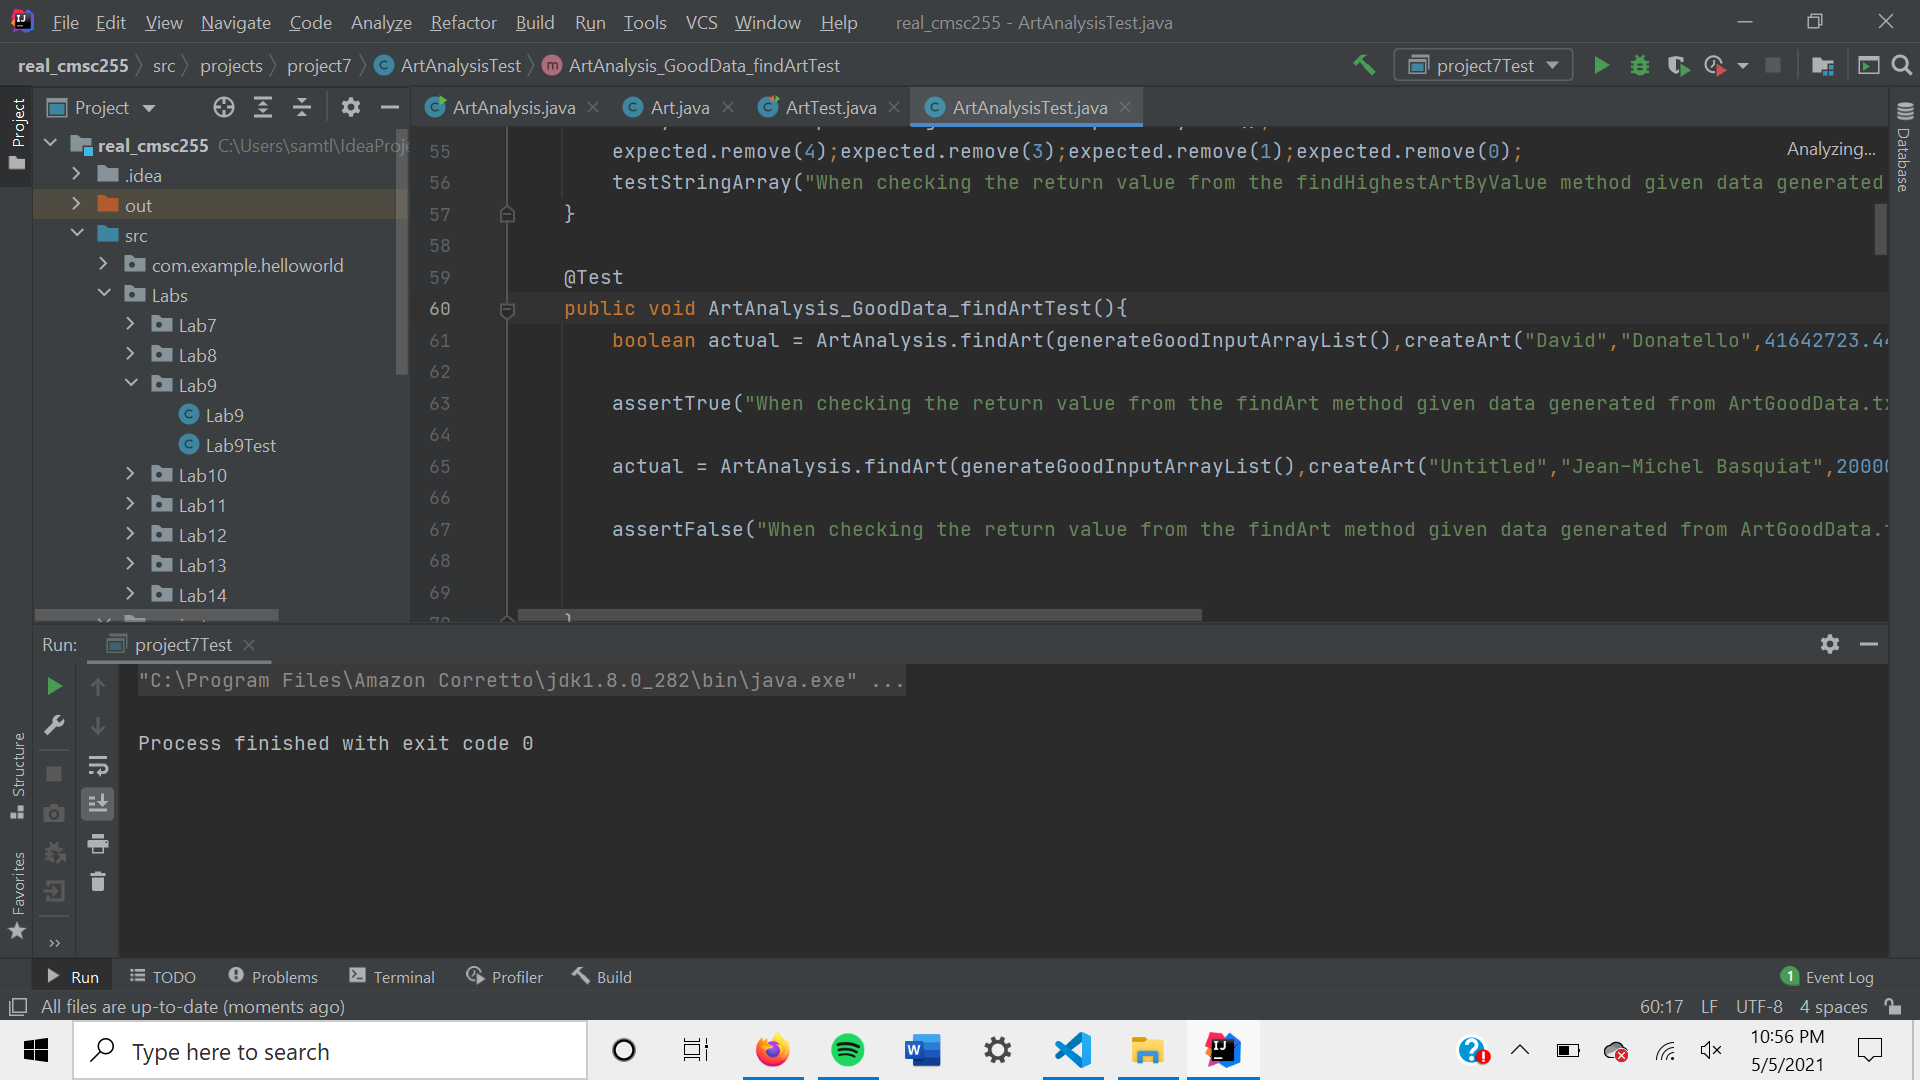 File Edit View Navigate Code Analyze Refactor Build Run Tools VCS Window Help real_cmsc255 - ArtAnalysisTest.java
real_cmsc255 src projects project7 ArtAnalysisTest ArtAnalysis_GoodData_findArtTest project7Test
Project
Project
ArtAnalysis.java Art.java ArtTest.java ArtAnalysisTest.java
Database
real_cmsc255 C:\Users\samtl\IdeaProje
.idea
out
src
com.example.helloworld
Labs
Lab7
Lab8
Lab9
Lab9
Lab9Test
Lab10
Lab11
Lab12
Lab13
Lab14
Analyzing...
55 expected.remove(4);expected.remove(3);expected.remove(1);expected.remove(0);
56 testStringArray("When checking the return value from the findHighestArtByValue method given data generated
57 }
58
59 @Test
60 public void ArtAnalysis_GoodData_findArtTest(){
61 boolean actual = ArtAnalysis.findArt(generateGoodInputArrayList(),createArt("David","Donatello",41642723.44
62
63 assertTrue("When checking the return value from the findArt method given data generated from ArtGoodData.tx
64
65 actual = ArtAnalysis.findArt(generateGoodInputArrayList(),createArt("Untitled","Jean-Michel Basquiat",20000
66
67 assertFalse("When checking the return value from the findArt method given data generated from ArtGoodData.
68
69
70 }
Run: project7Test
"C:\Program Files\Amazon Corretto\jdk1.8.0_282\bin\java.exe" ...
Process finished with exit code 0
Structure
Favorites
Run TODO Problems Terminal Profiler Build 1 Event Log
All files are up-to-date (moments ago) 60:17 LF UTF-8 4 spaces
Type here to search
10:56 PM
5/5/2021